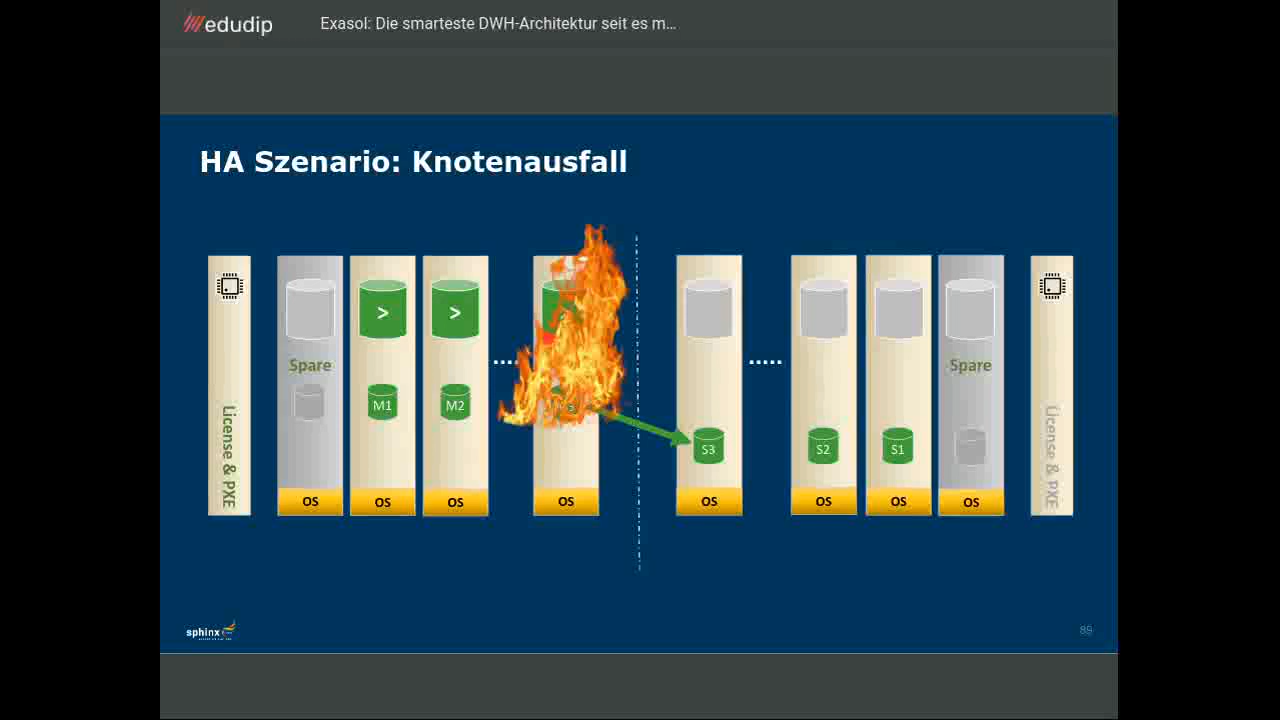 edudip
Exasol: Die smarteste DWH-Architektur seit es m...
HA Szenario: Knotenausfall
> >
Spare ..... Spare
M1 M2
S3 S2 S1
License & PXE License & PXE
OS OS OS OS OS OS OS OS
sphinx
89